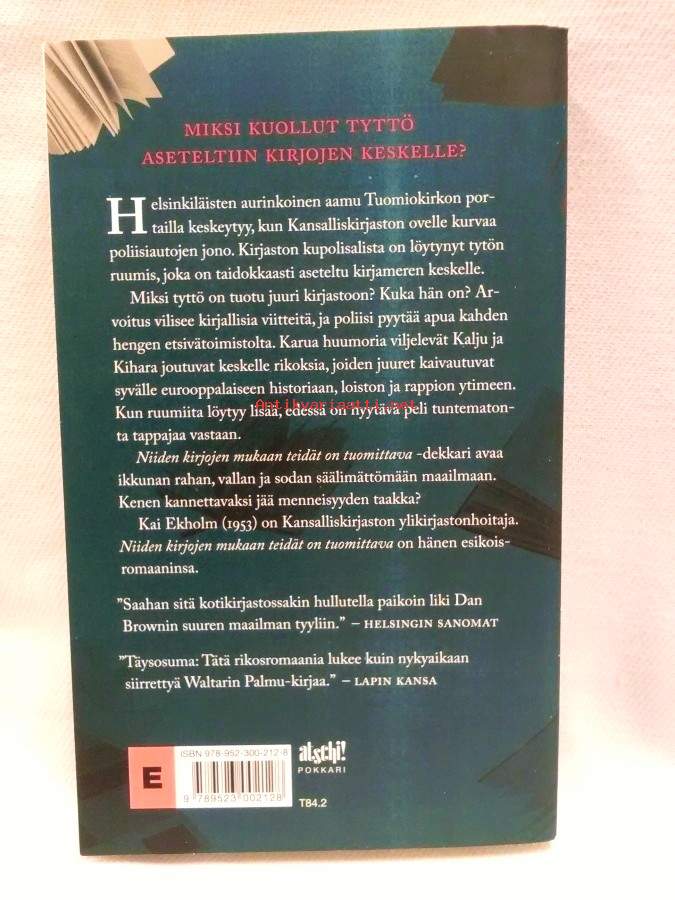 MIKSI KUOLLUT TYTTÖ
ASETELTIIN KIRJOJEN KESKELLE?
Helsinkiläisten aurinkoinen aamu Tuomiokirkon por-
tailla keskeytyy, kun Kansalliskirjaston ovelle kurvaa
poliisiautojen jono. Kirjaston kupolisalista on löytynyt tytön
ruumis, joka on taidokkaasti aseteltu kirjameren keskelle.
Miksi tyttö on tuotu juuri kirjastoon? Kuka hän on? Ar-
voitus vilisee kirjallisia viitteitä, ja poliisi pyytää apua kahden
hengen etsivätoimistolta. Karua huumoria viljelevät Kalju ja
Kihara joutuvat keskelle rikoksia, joiden juuret kaivautuvat
syvälle eurooppalaiseen historiaan, loiston ja rappion ytimeen.
Kun ruumiita löytyy lisää, edessä on hyytävä peli tuntematon-
ta tappajaa vastaan.
Antikvariaatti.net
Niiden kirjojen mukaan teidät on tuomittava -dekkari avaa
ikkunan rahan, vallan ja sodan säälimättömään maailmaan.
Kenen kannettavaksi jää menneisyyden taakka?
Kai Ekholm (1953) on Kansalliskirjaston ylikirjastonhoitaja.
Niiden kirjojen mukaan teidät on tuomittava on hänen esikois-
romaaninsa.
”Saahan sitä kotikirjastossakin hullutella paikoin liki Dan
Brownin suuren maailman tyyliin.” – HELSINGIN SANOMAT
”Täysosuma: Tätä rikosromaania lukee kuin nykyaikaan
siirrettyä Waltarin Palmu-kirjaa.” – LAPIN KANSA
E
ISBN 978-952-300-212-8
9 789523 002128
atschi!
POKKARI
T84.2